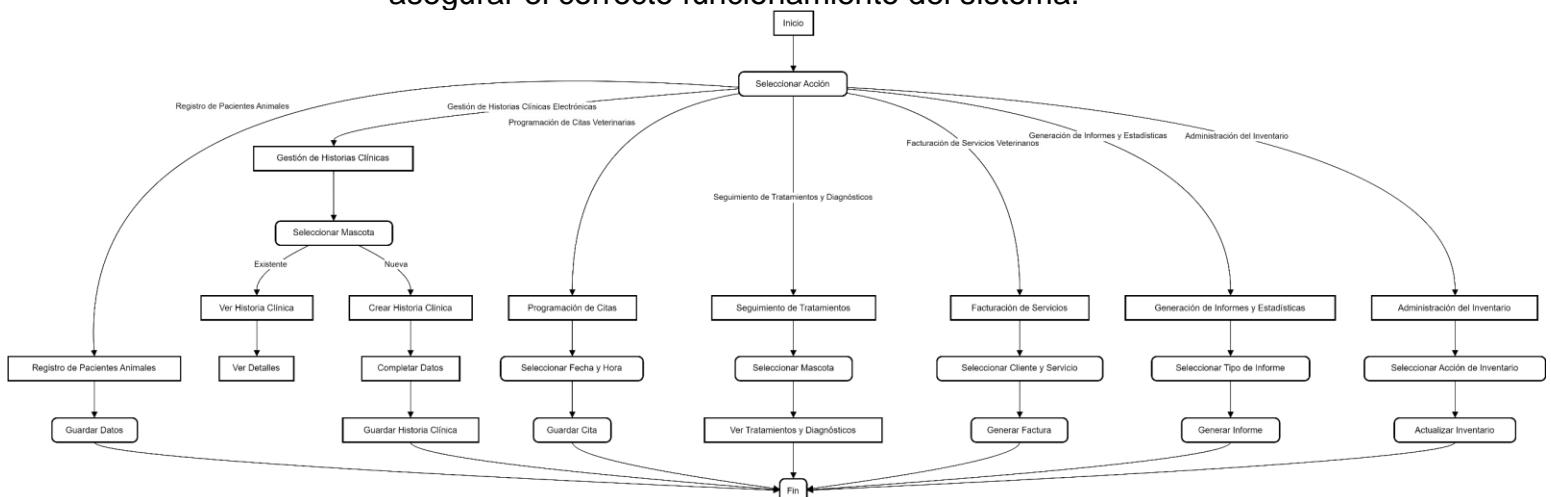 asegurar el correcto funcionamiento del sistema.
Inicio
Seleccionar Acción
Registro de Pacientes Animales
Gestión de Historias Clínicas Electrónicas
Programación de Citas Veterinarias
Seguimiento de Tratamientos y Diagnósticos
Facturación de Servicios Veterinarios
Generación de Informes y Estadísticas
Administración del Inventario
Gestión de Historias Clínicas
Seleccionar Mascota
Existente
Nueva
Ver Historia Clínica
Crear Historia Clínica
Programación de Citas
Seguimiento de Tratamientos
Facturación de Servicios
Generación de Informes y Estadísticas
Administración del Inventario
Registro de Pacientes Animales
Ver Detalles
Completar Datos
Seleccionar Fecha y Hora
Seleccionar Mascota
Seleccionar Cliente y Servicio
Seleccionar Tipo de Informe
Seleccionar Acción de Inventario
Guardar Datos
Guardar Historia Clínica
Guardar Cita
Ver Tratamientos y Diagnósticos
Generar Factura
Generar Informe
Actualizar Inventario
Fin